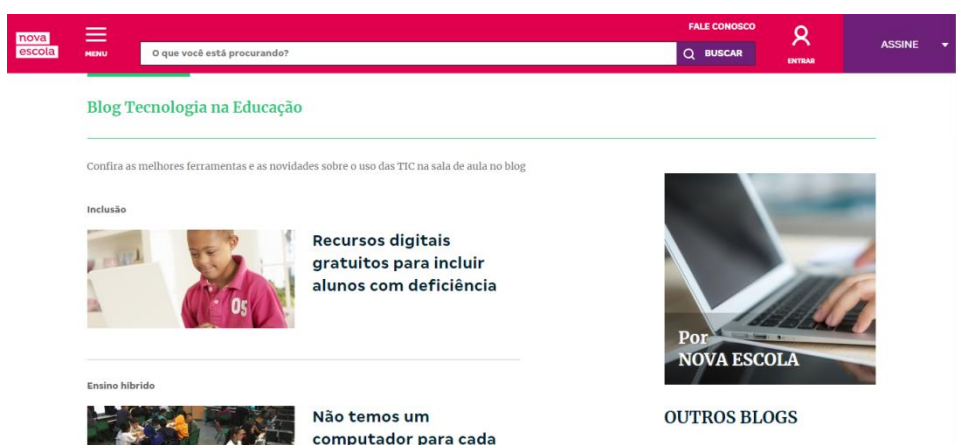 nova
escola
MENU
O que você está procurando?
FALE CONOSCO
BUSCAR
ENTRAR
ASSINE
Blog Tecnologia na Educação
Confira as melhores ferramentas e as novidades sobre o uso das TIC na sala de aula no blog
Inclusão
05
Recursos digitais
gratuitos para incluir
alunos com deficiência
Por
NOVA ESCOLA
Ensino híbrido
Não temos um
computador para cada
OUTROS BLOGS